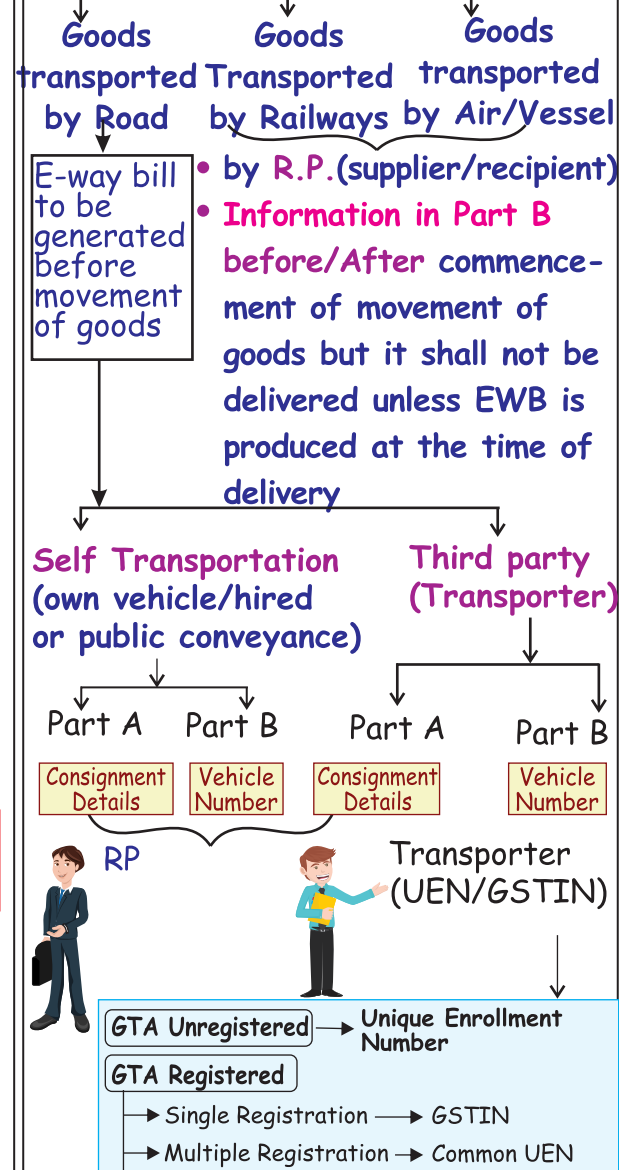 Goods
transported
by Road
Goods
Transported
by Railways
Goods
transported
by Air/Vessel
E-way bill
to be
generated
before
movement
of goods
• by R.P.(supplier/recipient)
• Information in Part B
before/After commence-
ment of movement of
goods but it shall not be
delivered unless EWB is
produced at the time of
delivery
Self Transportation
(own vehicle/hired
or public conveyance)
Third party
(Transporter)
Part A
Part B
Part A
Part B
Consignment
Details
Vehicle
Number
Consignment
Details
Vehicle
Number
RP
Transporter
(UEN/GSTIN)
GTA Unregistered
Unique Enrollment
Number
GTA Registered
Single Registration
GSTIN
Multiple Registration
Common UEN